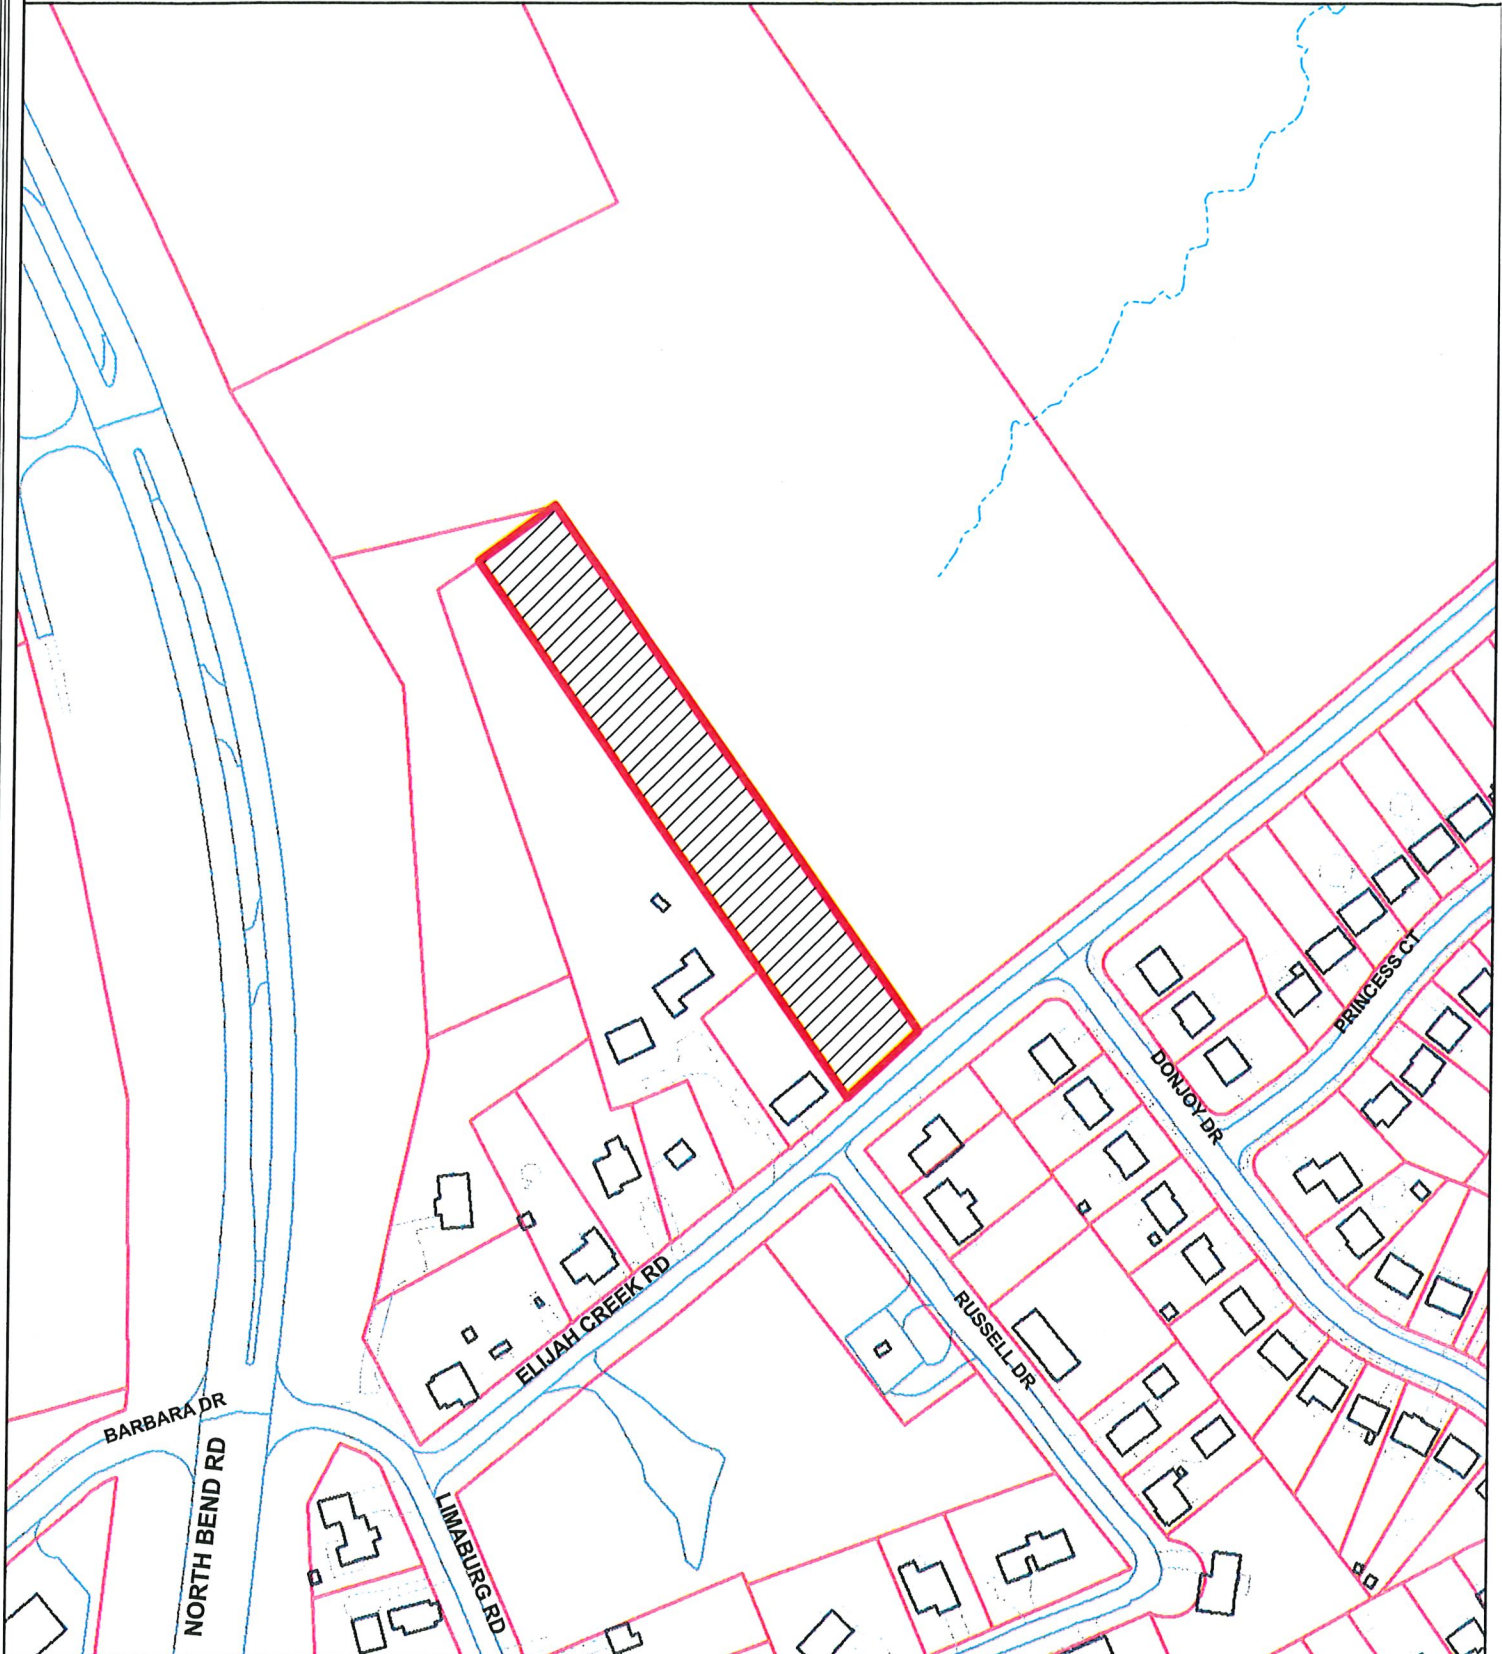 PRINCESS CT
DONJOY DR
ELIJAH CREEK RD
RUSSELL DR
BARBARA DR
NORTH BEND RD
LIMABURG RD